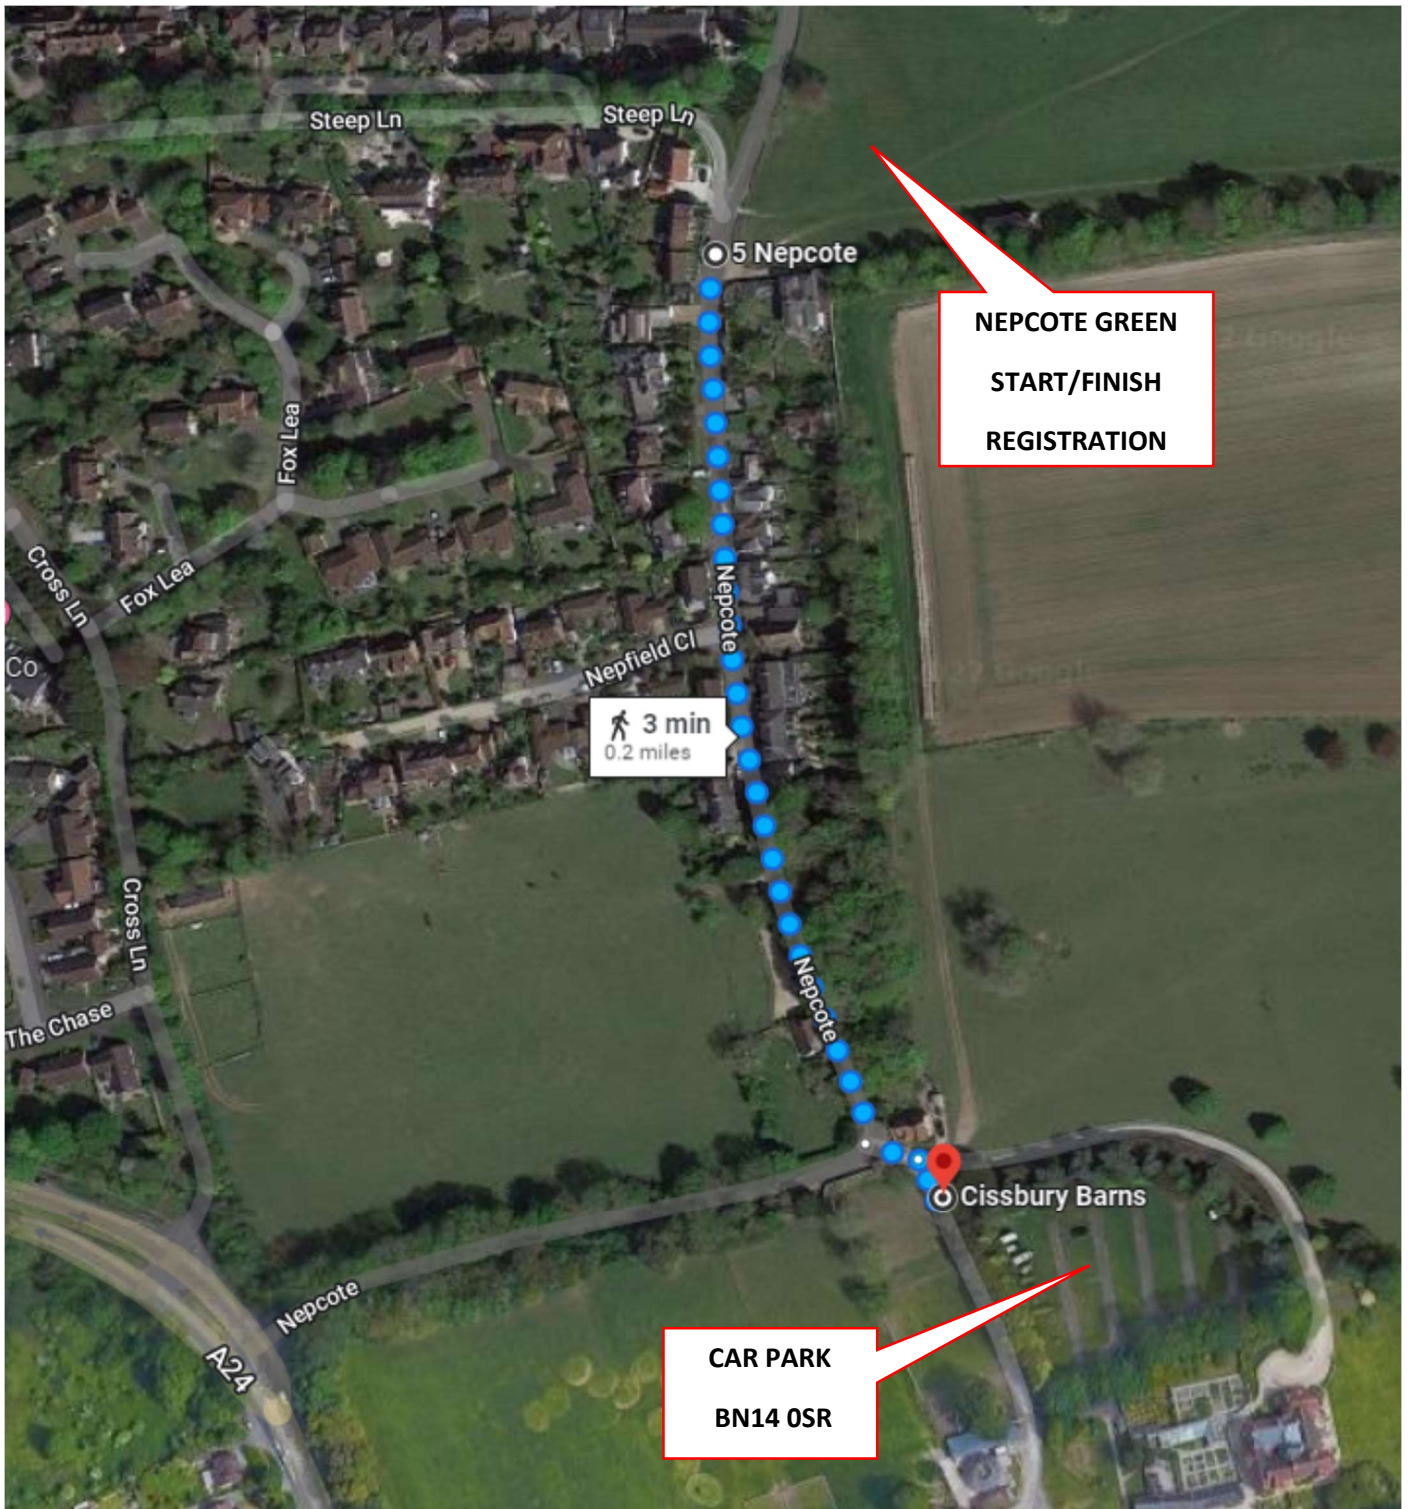 Steep Ln
Steep Ln
5 Nepcote
NEPCOTE GREEN
START/FINISH
REGISTRATION
Fox Lea
Cross Ln
Fox Lea
Nepcote
Co
Nepfield Cl
3 min
0.2 miles
Cross Ln
Nepcote
The Chase
Cissbury Barns
Nepcote
A24
CAR PARK
BN14 0SR